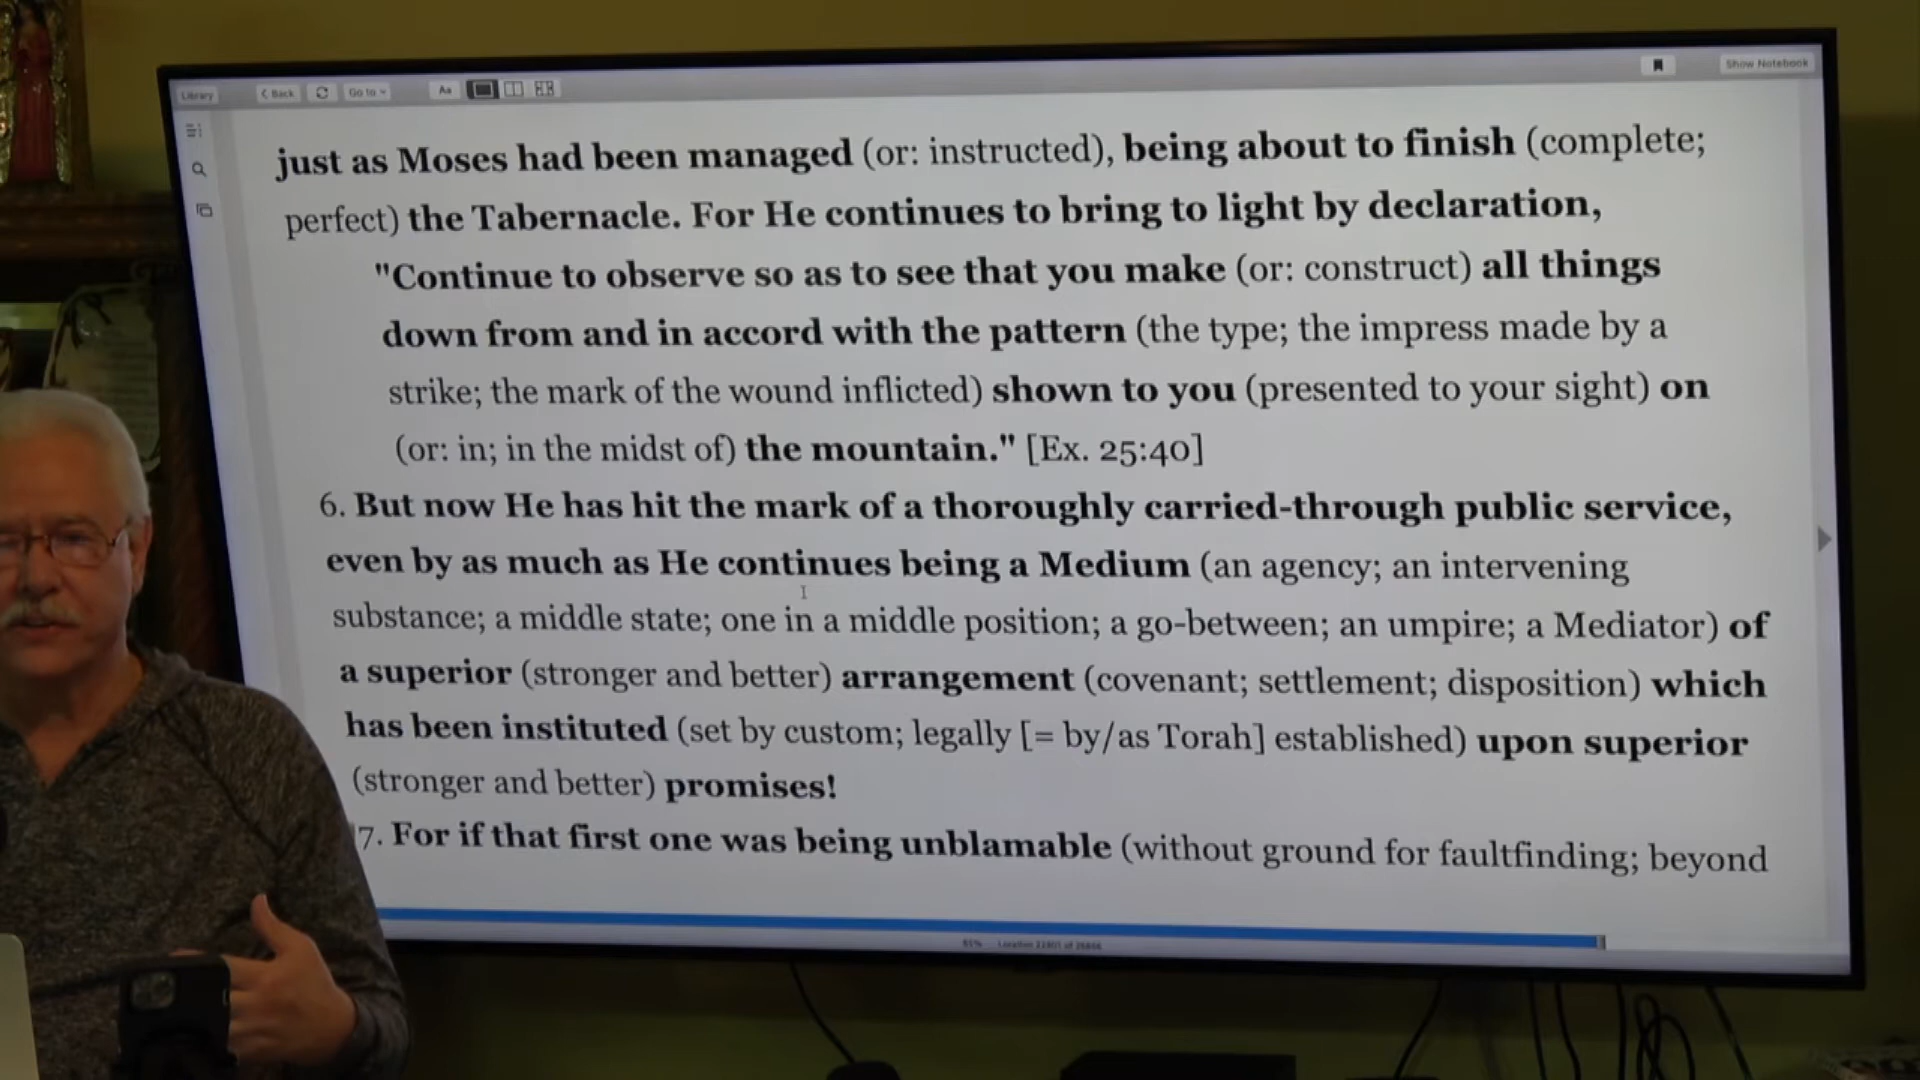 Library
< Back
Go to
Aa
Show Notebook
just as Moses had been managed (or: instructed), being about to finish (complete;
perfect) the Tabernacle. For He continues to bring to light by declaration,
"Continue to observe so as to see that you make (or: construct) all things
down from and in accord with the pattern (the type; the impress made by a
strike; the mark of the wound inflicted) shown to you (presented to your sight) on
(or: in; in the midst of) the mountain." [Ex. 25:40]
6. But now He has hit the mark of a thoroughly carried-through public service,
even by as much as He continues being a Medium (an agency; an intervening
substance; a middle state; one in a middle position; a go-between; an umpire; a Mediator) of
a superior (stronger and better) arrangement (covenant; settlement; disposition) which
has been instituted (set by custom; legally [= by/as Torah] established) upon superior
(stronger and better) promises!
7. For if that first one was being unblamable (without ground for faultfinding; beyond
Location